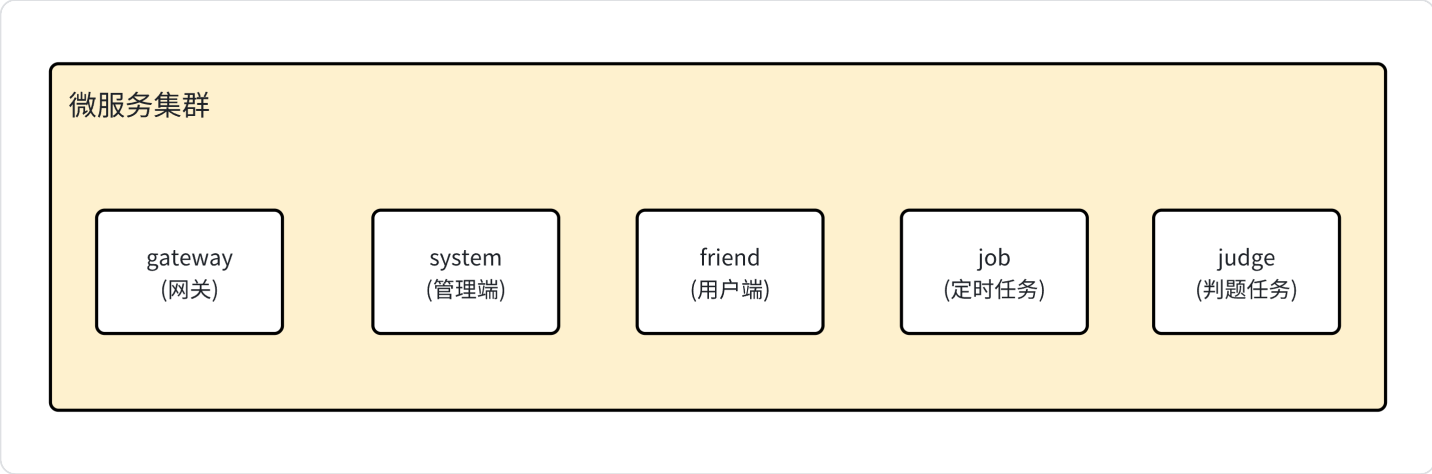 微服务集群
gateway
(网关)
system
(管理端)
friend
(用户端)
job
(定时任务)
judge
(判题任务)